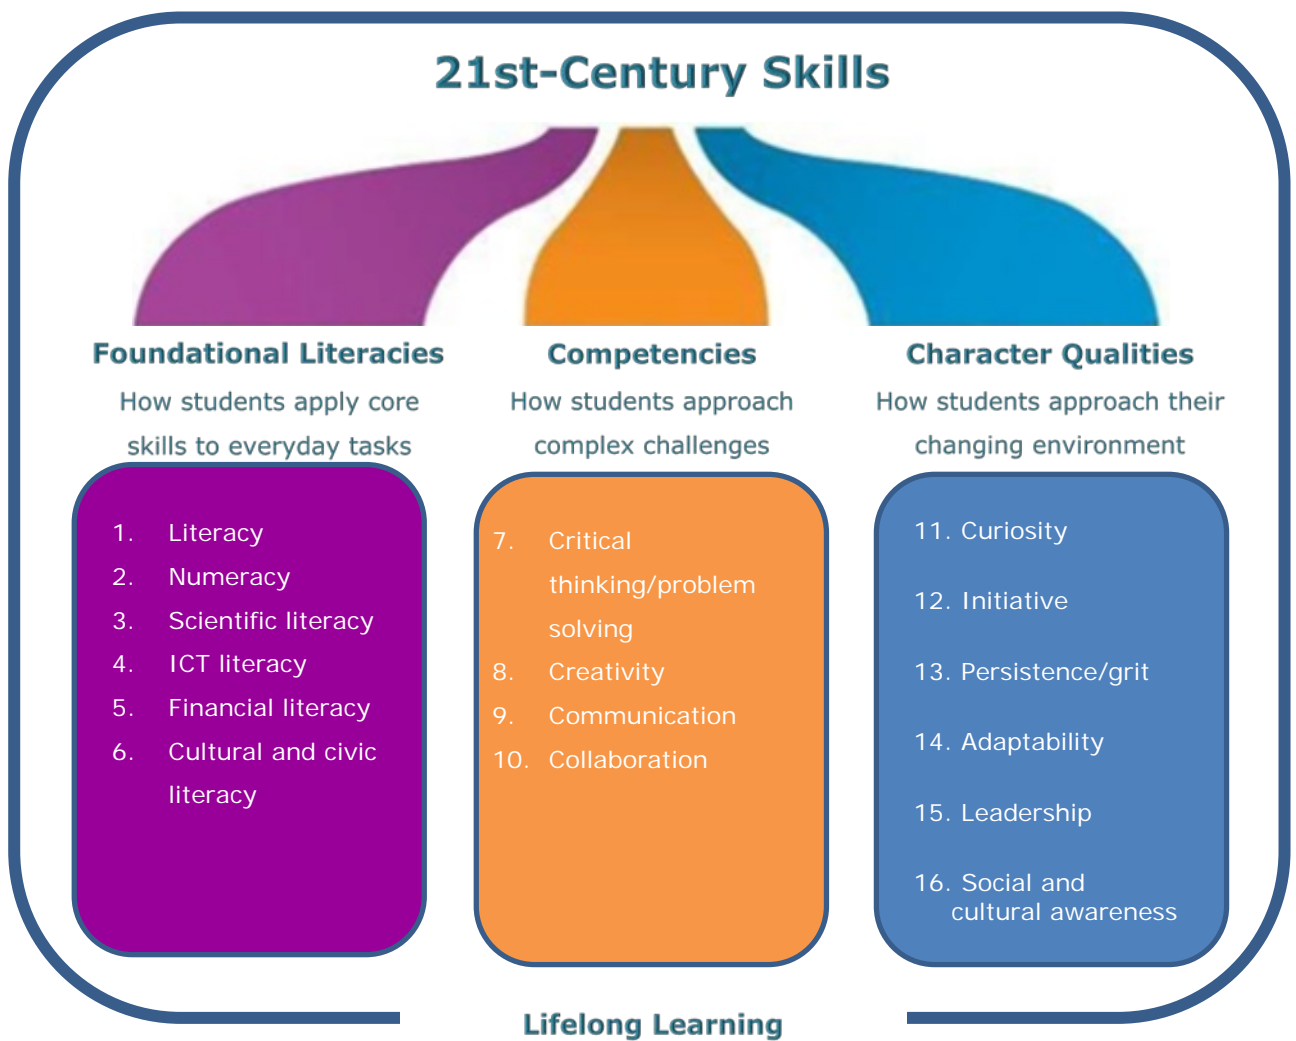 21st-Century Skills
Foundational Literacies
How students apply core
skills to everyday tasks
1. Literacy
2. Numeracy
3. Scientific literacy
4. ICT literacy
5. Financial literacy
6. Cultural and civic
literacy
Competencies
How students approach
complex challenges
7. Critical
thinking/problem
solving
8. Creativity
9. Communication
10. Collaboration
Character Qualities
How students approach their
changing environment
11. Curiosity
12. Initiative
13. Persistence/grit
14. Adaptability
15. Leadership
16. Social and
cultural awareness
Lifelong Learning